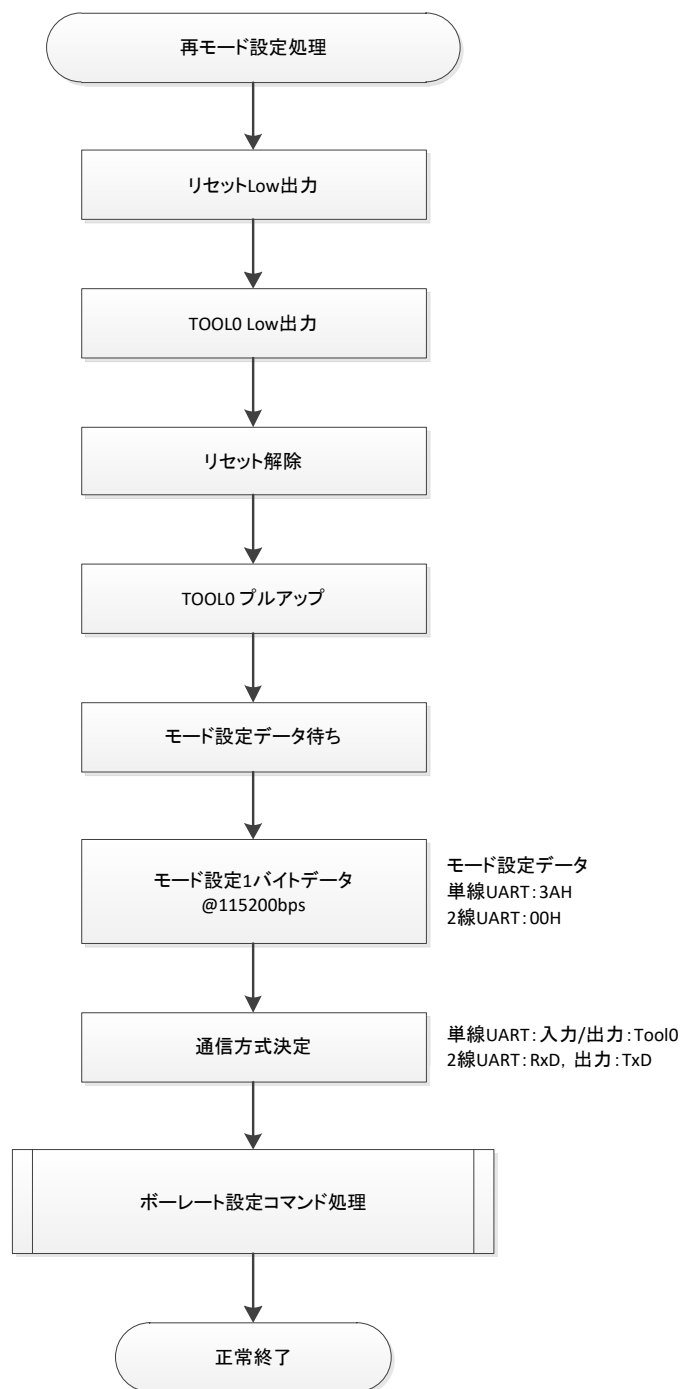 再モード設定処理
リセットLow出力
TOOL0 Low出力
リセット解除
TOOL0 プルアップ
モード設定データ待ち
モード設定1バイトデータ
@115200bps
モード設定データ
単線UART：3AH
2線UART：00H
通信方式決定
単線UART：入力/出力：Tool0
2線UART：RxD，出力：TxD
ボーレート設定コマンド処理
正常終了